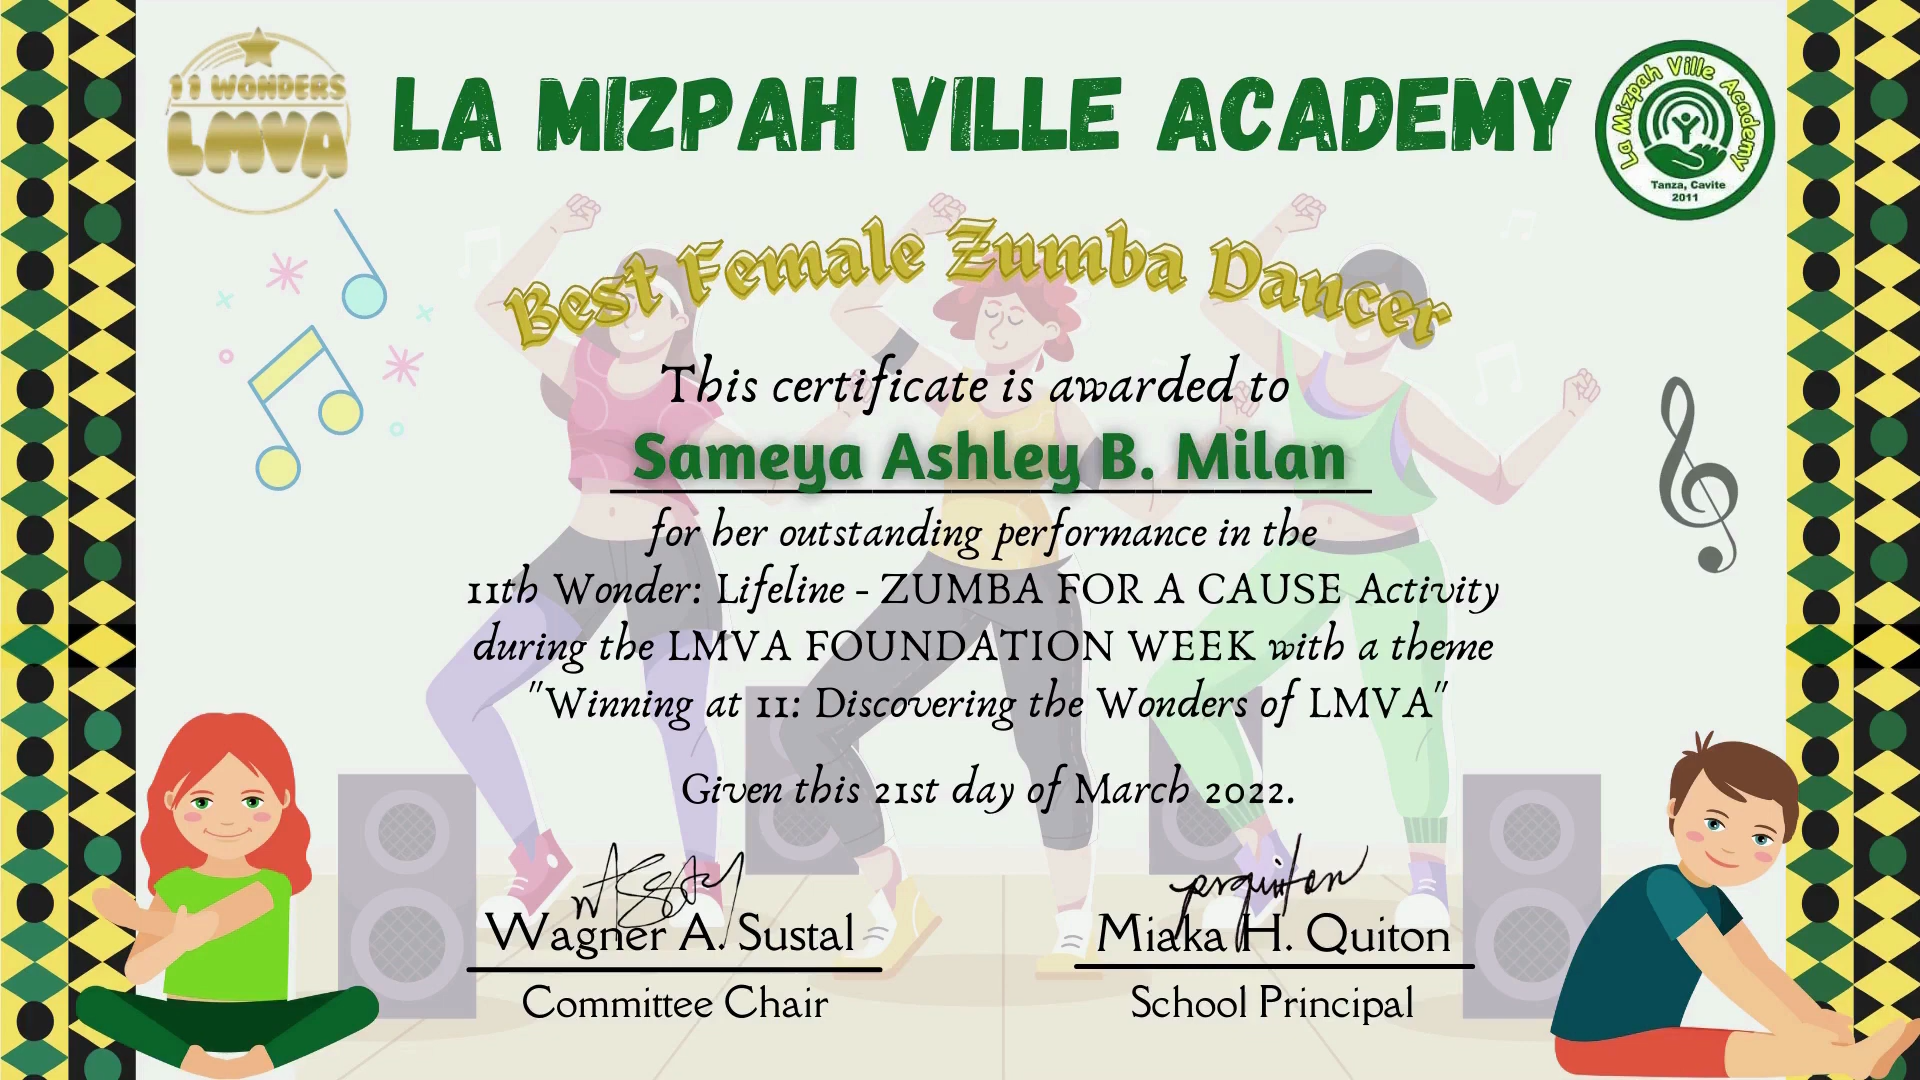 11 WONDERS
LMVA
LA MIZPAH VILLE ACADEMY
La Mizpah Ville Academy
Tanza, Cavite
2011
Best Female Zumba Dancer
This certificate is awarded to
Sameya Ashley B. Milan
for her outstanding performance in the
11th Wonder: Lifeline - ZUMBA FOR A CAUSE Activity
during the LMVA FOUNDATION WEEK with a theme
"Winning at 11: Discovering the Wonders of LMVA"
Given this 21st day of March 2022.
Wagner A. Sustal
Committee Chair
Miaka H. Quiton
School Principal